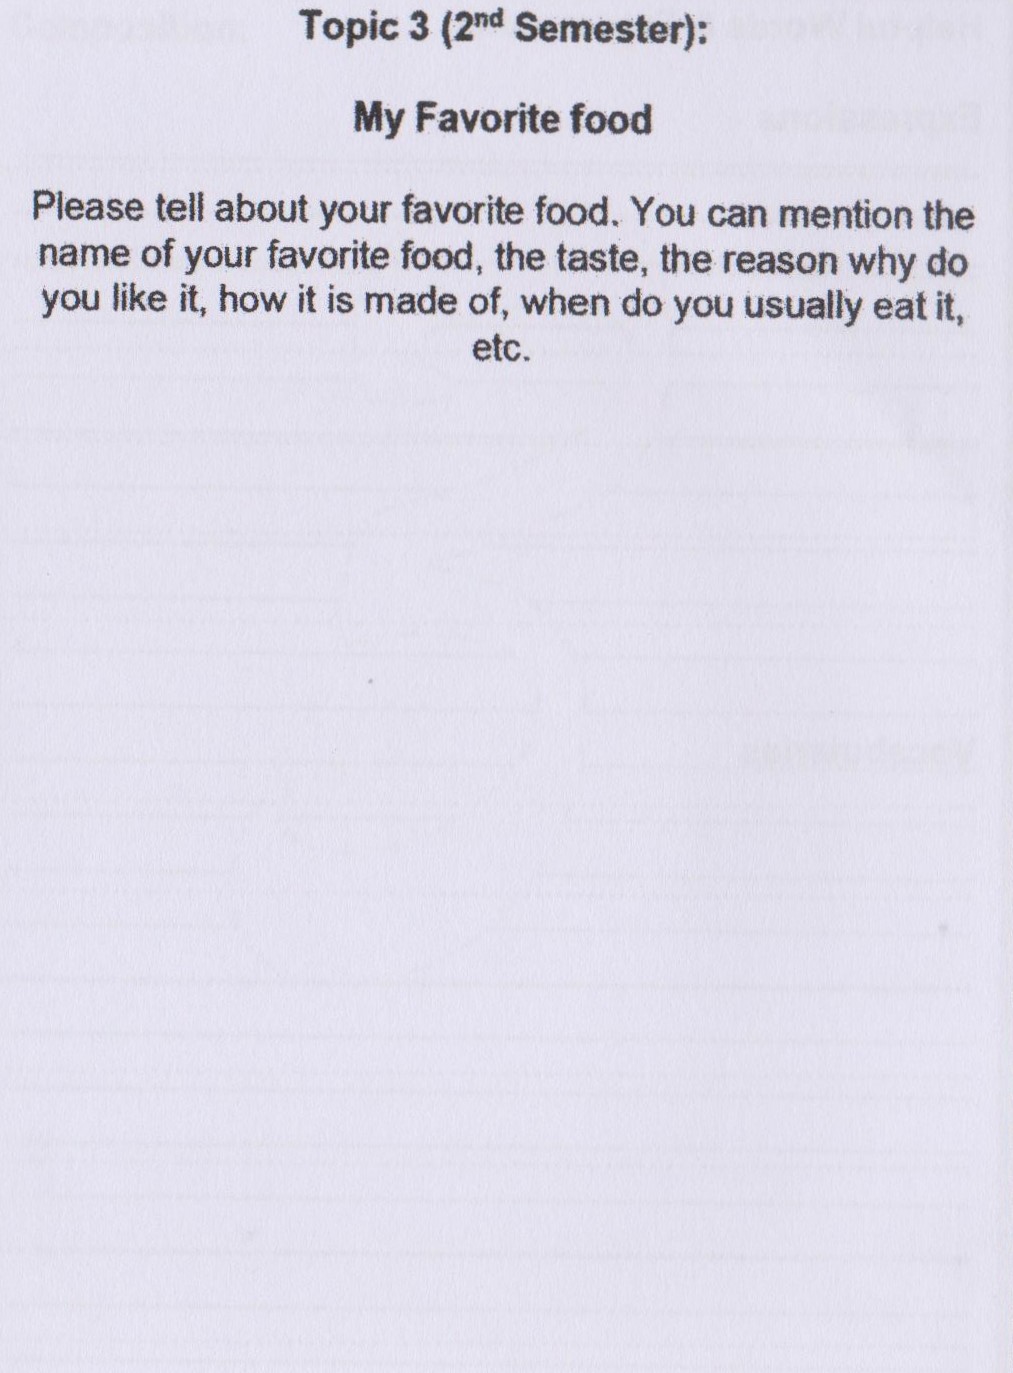 Topic 3 (2nd Semester):
My Favorite food
Please tell about your favorite food. You can mention the
name of your favorite food, the taste, the reason why do
you like it, how it is made of, when do you usually eat it,
etc.